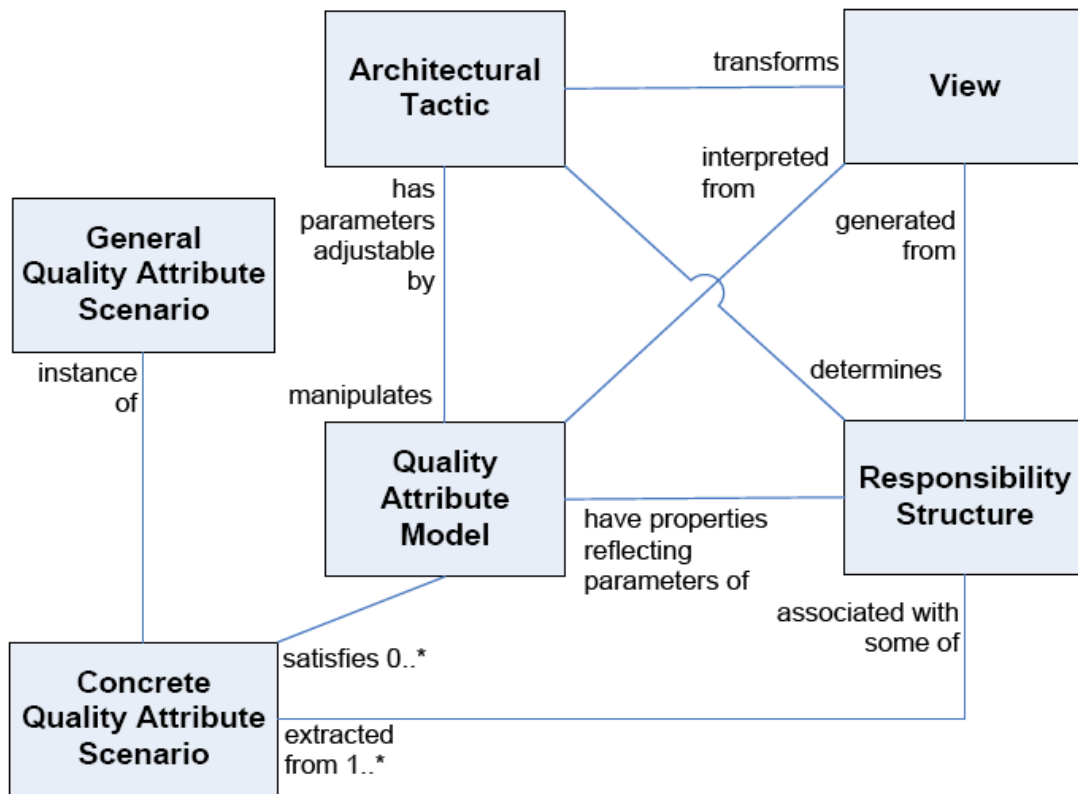 Architectural
Tactic
transforms
View
interpreted
from
has
parameters
adjustable
by
generated
from
General
Quality Attribute
Scenario
instance
of
determines
manipulates
Quality
Attribute
Model
Responsibility
Structure
have properties
reflecting
parameters of
associated with
some of
satisfies 0..*
Concrete
Quality Attribute
Scenario
extracted
from 1..*